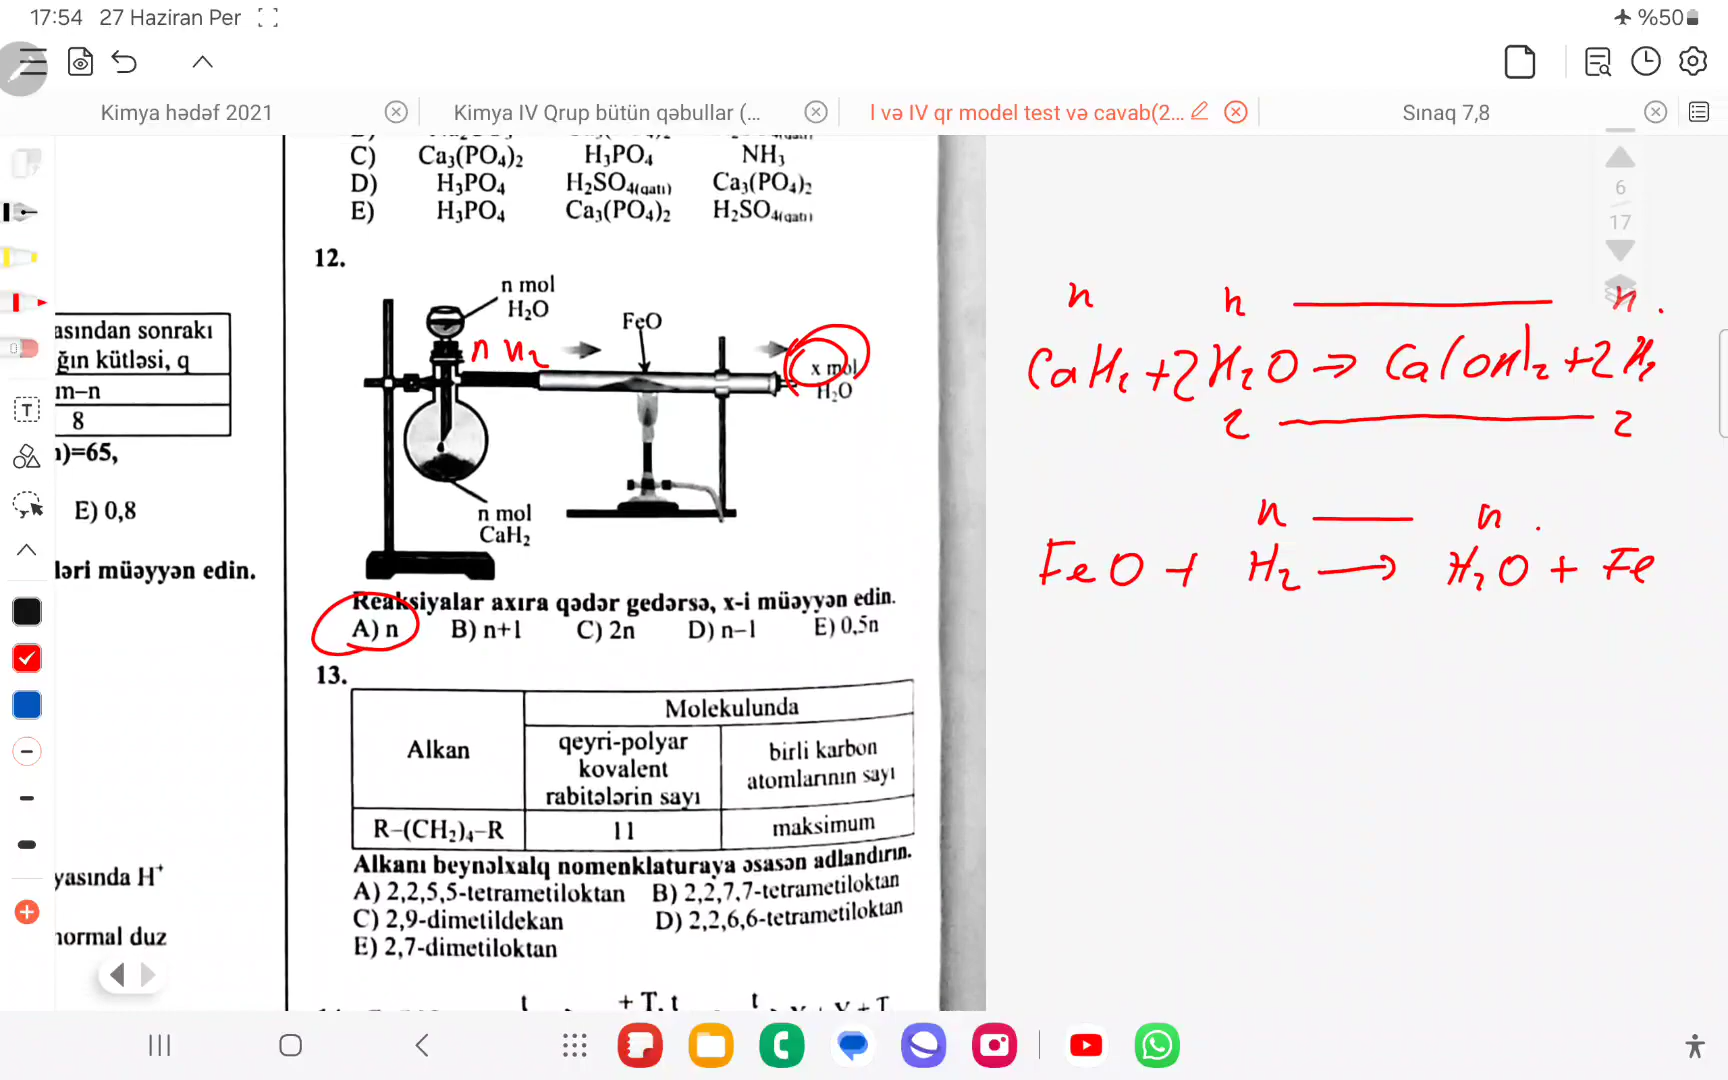 17:54 27 Haziran Per
%50
Kimya hədəf 2021
Kimya IV Qrup bütün qəbullar (...
I və IV qr model test və cavab(2...
Sınaq 7,8
6
17
asından sonrakı
ğın kütləsi, q
m–n
8
)=65,
E) 0,8
ləri müəyyən edin.
yasında H⁺
normal duz
C) Ca₃(PO₄)₂ H₃PO₄ NH₃
D) H₃PO₄ H₂SO₄(qatı) Ca₃(PO₄)₂
E) H₃PO₄ Ca₃(PO₄)₂ H₂SO₄(qatı)
12.
n mol
H₂O
FeO
n H₂
x mol
H₂O
n mol
CaH₂
Reaksiyalar axıra qədər gedərsə, x-i müəyyən edin.
A) n B) n+1 C) 2n D) n–1 E) 0,5n
13.
Alkan
Molekulunda
qeyri-polyar
kovalent
rabitələrin sayı
birli karbon
atomlarının sayı
R–(CH₂)₄–R 11 maksimum
Alkanı beynəlxalq nomenklaturaya əsasən adlandırın.
A) 2,2,5,5-tetrametiloktan B) 2,2,7,7-tetrametiloktan
C) 2,9-dimetildekan D) 2,2,6,6-tetrametiloktan
E) 2,7-dimetiloktan
t + T, t t
n n n.
CaH₂ + 2H₂O → Ca(OH)₂ + 2H₂
2 2
n n.
FeO + H₂ → H₂O + Fe